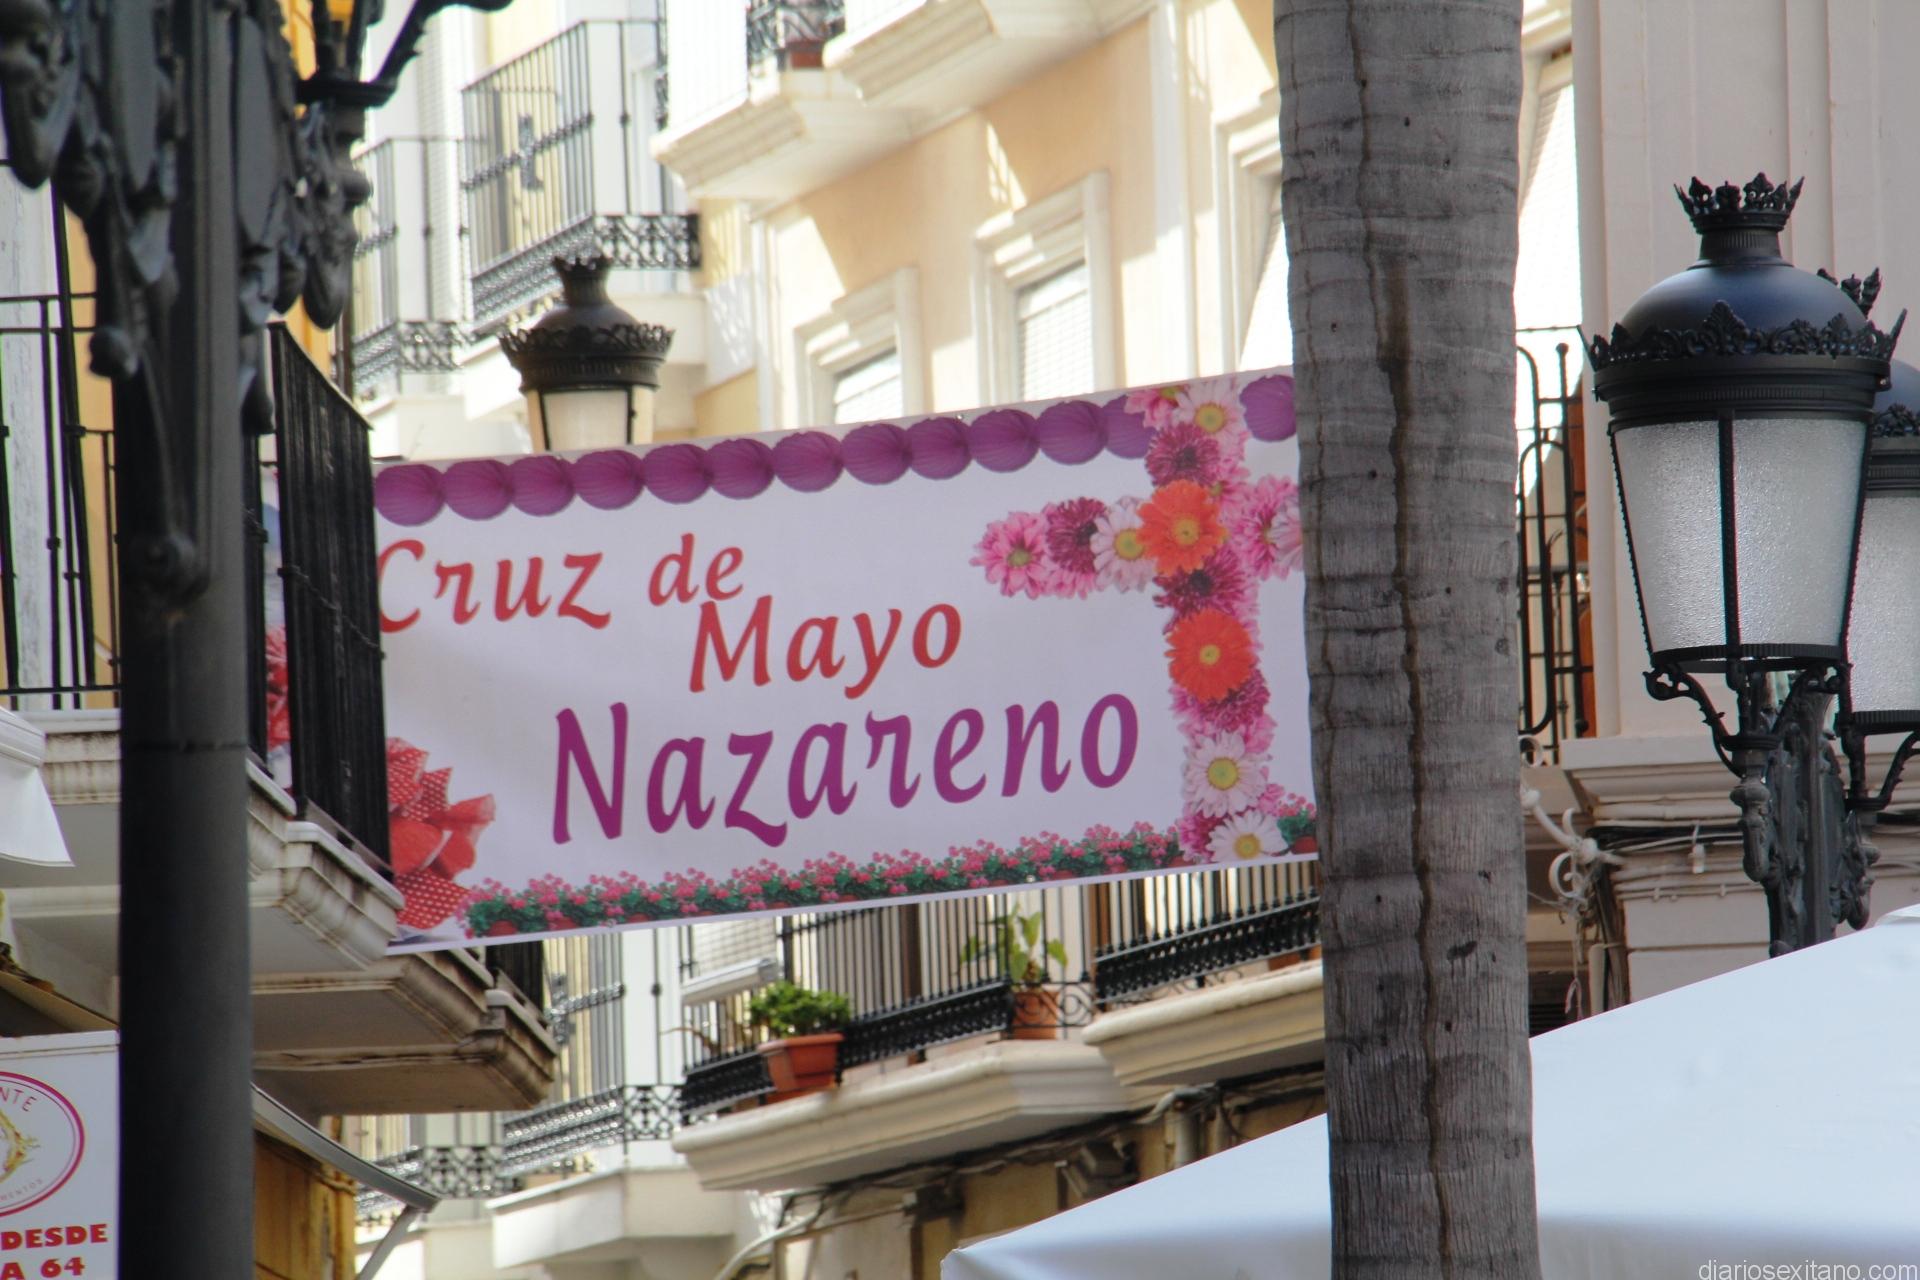 Cruz de
Mayo
Nazareno
DESDE
A 64
diariosexitano.com